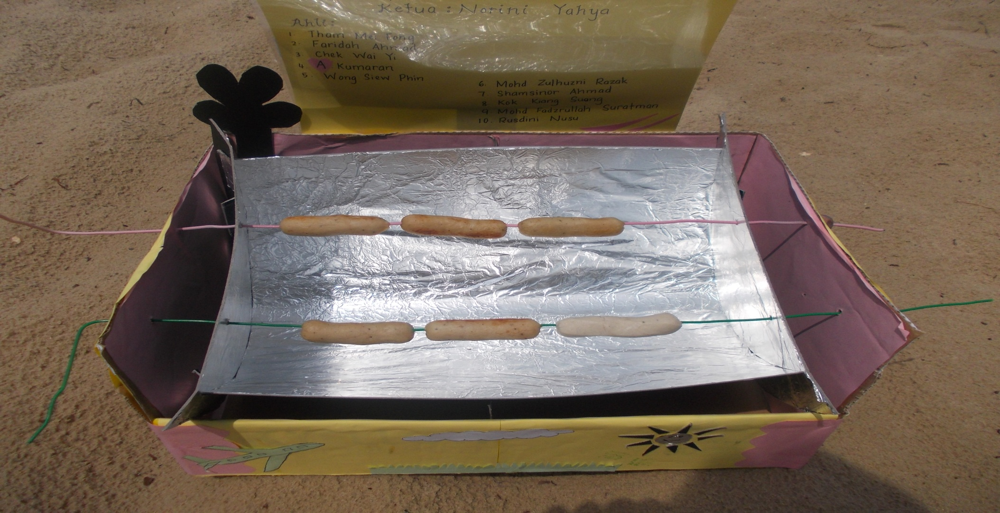 Ketua : Norini Yahya
Ahli :
1. Tham Mei Fong
2. Faridah Ahmad
3. Chek Wai Yi
4. A Kumaran
5. Wong Siew Phin
6. Mohd Zulhuzni Razak
7 Shamsinor Ahmad
8 Kok Kiang Suang
9 Mohd Fadzrullah Suratman
10. Rusdini Nusu